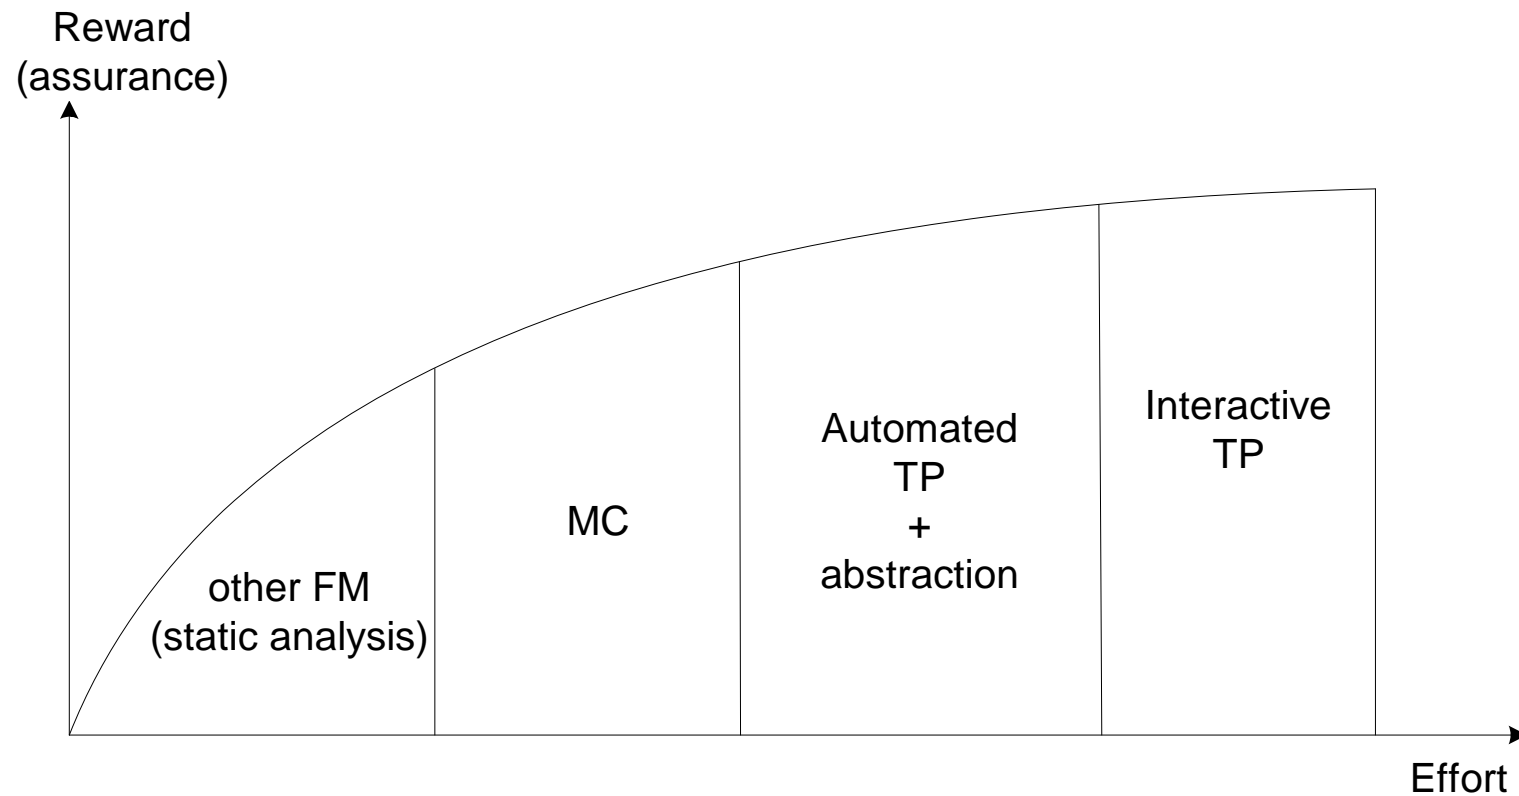 Reward
(assurance)
other FM
(static analysis)
MC
Automated
TP
+
abstraction
Interactive
TP
Effort